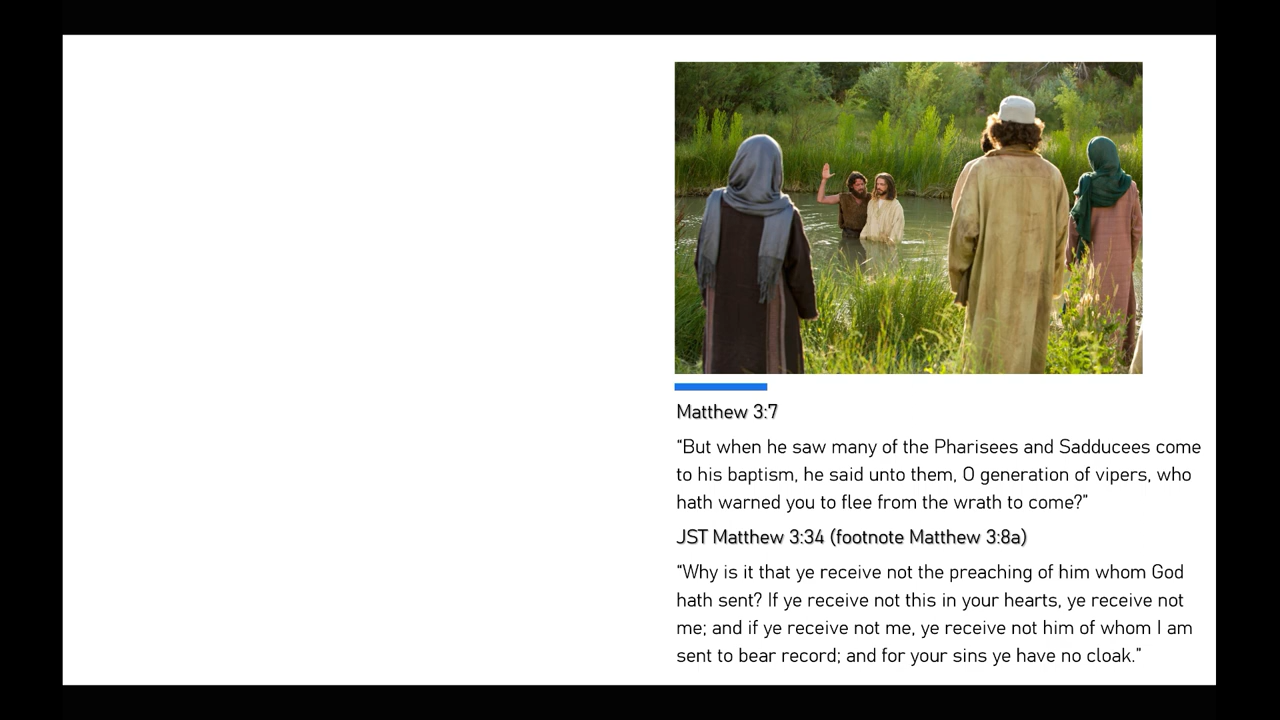 Matthew 3:7
“But when he saw many of the Pharisees and Sadducees come
to his baptism, he said unto them, O generation of vipers, who
hath warned you to flee from the wrath to come?”
JST Matthew 3:34 (footnote Matthew 3:8a)
“Why is it that ye receive not the preaching of him whom God
hath sent? If ye receive not this in your hearts, ye receive not
me; and if ye receive not me, ye receive not him of whom I am
sent to bear record; and for your sins ye have no cloak.”